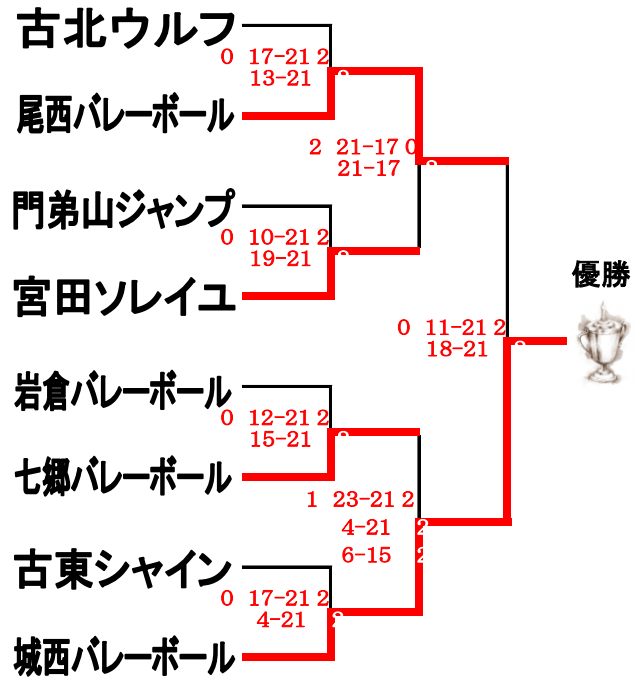 古北ウルフ
0 17-21 2
13-21
尾西バレーボール
2 21-17 0
21-17
門弟山ジャンプ
0 10-21 2
19-21
宮田ソレイユ
優勝
0 11-21 2
18-21
岩倉バレーボール
0 12-21 2
15-21
七郷バレーボール
1 23-21 2
4-21
6-15
古東シャイン
0 17-21 2
4-21
城西バレーボール